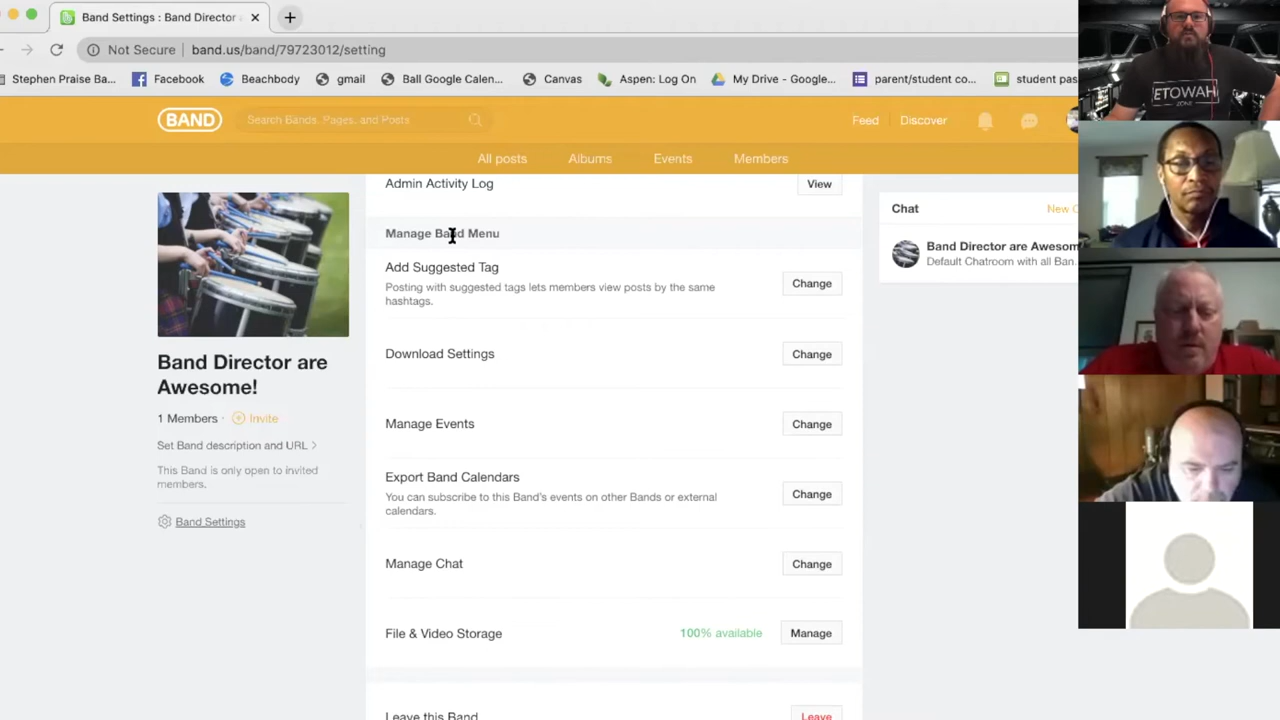 Band Settings : Band Director
Not Secure | band.us/band/79723012/setting
Stephen Praise Ba...
Facebook
Beachbody
gmail
Ball Google Calen...
Canvas
Aspen: Log On
My Drive - Google...
parent/student co...
student pas
BAND
Search Bands, Pages, and Posts
Feed
Discover
All posts
Albums
Events
Members
Band Director are
Awesome!
1 Members · Invite
Set Band description and URL >
This Band is only open to invited
members.
Band Settings
Admin Activity Log
View
Manage Band Menu
Add Suggested Tag
Posting with suggested tags lets members view posts by the same
hashtags.
Change
Download Settings
Change
Manage Events
Change
Export Band Calendars
You can subscribe to this Band's events on other Bands or external
calendars.
Change
Manage Chat
Change
File & Video Storage
100% available
Manage
Leave this Band
Leave
Chat
New
Band Director are Awesom
Default Chatroom with all Ban.
ETOWAH